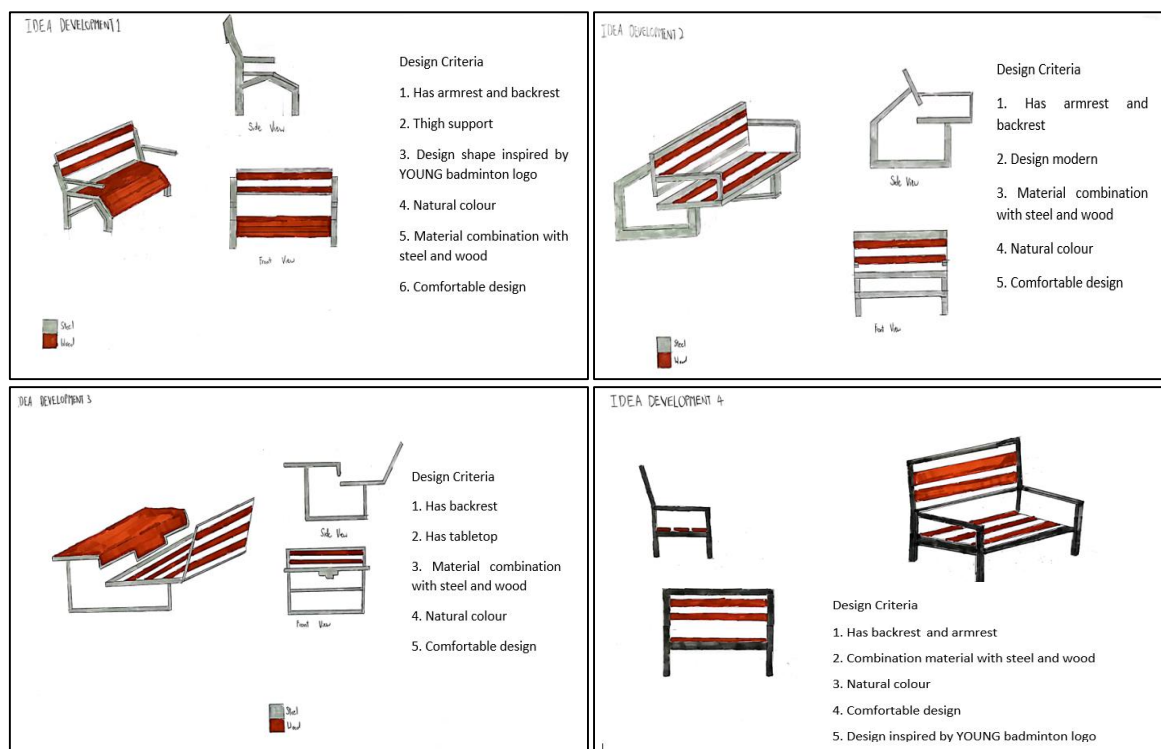 IDEA DEVELOPMENT 1
Side View
Front View
Steel
Wood
Design Criteria
1. Has armrest and backrest
2. Thigh support
3. Design shape inspired by
YOUNG badminton logo
4. Natural colour
5. Material combination with
steel and wood
6. Comfortable design
IDEA DEVELOPMENT 2
Side View
Front View
Steel
Wood
Design Criteria
1. Has armrest and
backrest
2. Design modern
3. Material combination
with steel and wood
4. Natural colour
5. Comfortable design
IDEA DEVELOPMENT 3
Side View
Front View
Steel
Wood
Design Criteria
1. Has backrest
2. Has tabletop
3. Material combination
with steel and wood
4. Natural colour
5. Comfortable design
IDEA DEVELOPMENT 4
Design Criteria
1. Has backrest and armrest
2. Combination material with steel and wood
3. Natural colour
4. Comfortable design
5. Design inspired by YOUNG badminton logo